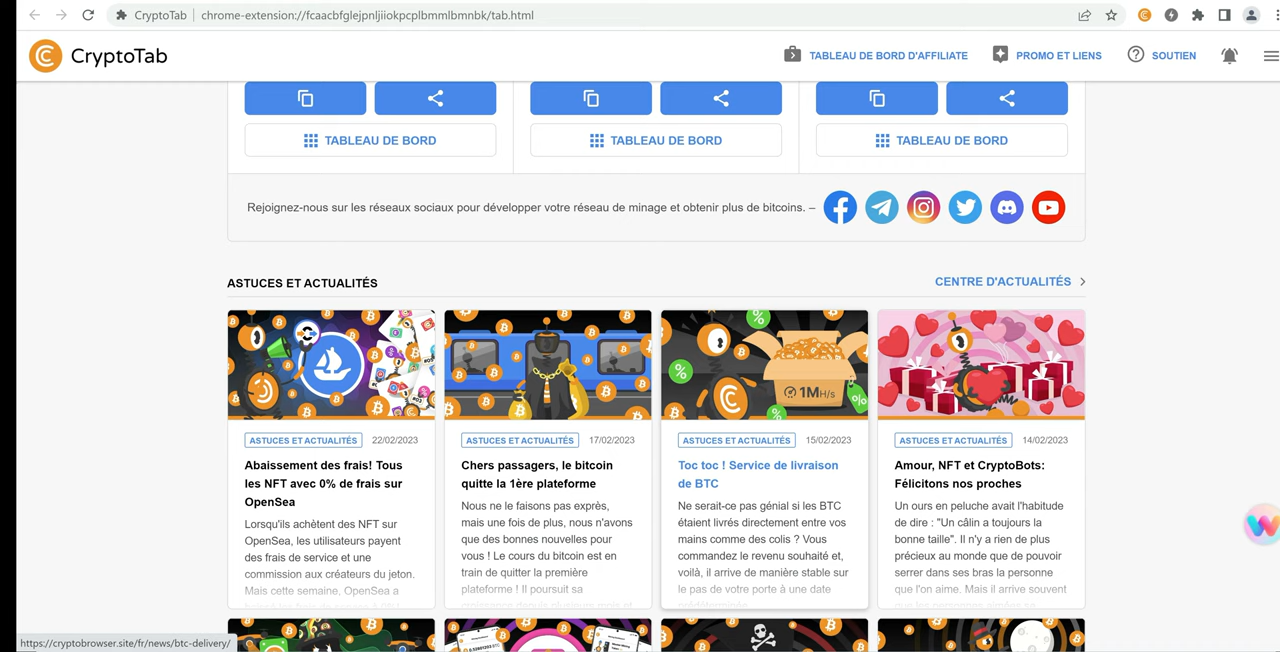 CryptoTab
chrome-extension://fcaacbfglejpnljiiokpcplbmmlbmnbk/tab.html
CryptoTab
TABLEAU DE BORD D'AFFILIATE
PROMO ET LIENS
SOUTIEN
TABLEAU DE BORD
TABLEAU DE BORD
TABLEAU DE BORD
Rejoignez-nous sur les réseaux sociaux pour développer votre réseau de minage et obtenir plus de bitcoins. –
ASTUCES ET ACTUALITÉS
CENTRE D'ACTUALITÉS
ASTUCES ET ACTUALITÉS
22/02/2023
Abaissement des frais! Tous
les NFT avec 0% de frais sur
OpenSea
Lorsqu'ils achètent des NFT sur
OpenSea, les utilisateurs payent
des frais de service et une
commission aux créateurs du jeton.
Mais cette semaine, OpenSea a
ASTUCES ET ACTUALITÉS
17/02/2023
Chers passagers, le bitcoin
quitte la 1ère plateforme
Nous ne le faisons pas exprès,
mais une fois de plus, nous n'avons
que des bonnes nouvelles pour
vous ! Le cours du bitcoin est en
train de quitter la première
plateforme ! Il poursuit sa
croissance depuis plusieurs mois et
1MH/s
ASTUCES ET ACTUALITÉS
15/02/2023
Toc toc ! Service de livraison
de BTC
Ne serait-ce pas génial si les BTC
étaient livrés directement entre vos
mains comme des colis ? Vous
commandez le revenu souhaité et,
voilà, il arrive de manière stable sur
le pas de votre porte à une date
prédéterminée.
ASTUCES ET ACTUALITÉS
14/02/2023
Amour, NFT et CryptoBots:
Félicitons nos proches
Un ours en peluche avait l'habitude
de dire : "Un câlin a toujours la
bonne taille". Il n'y a rien de plus
précieux au monde que de pouvoir
serrer dans ses bras la personne
que l'on aime. Mais il arrive souvent
que les personnes aimées se
https://cryptobrowser.site/fr/news/btc-delivery/